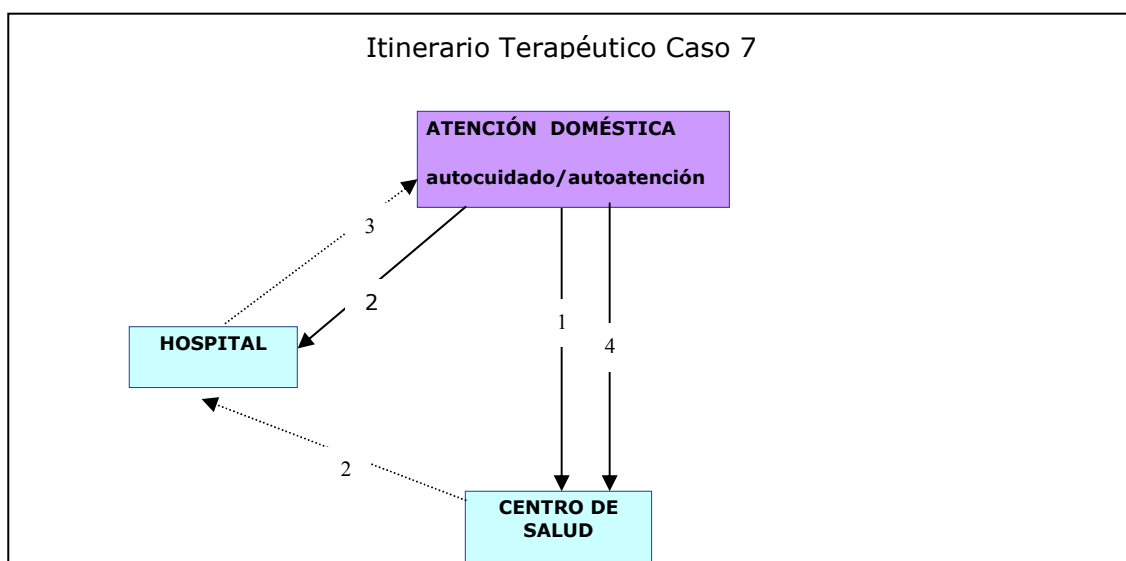 Itinerario Terapéutico Caso 7
ATENCIÓN DOMÉSTICA
autocuidado/autoatención
3
2
1
4
HOSPITAL
2
CENTRO DE
SALUD